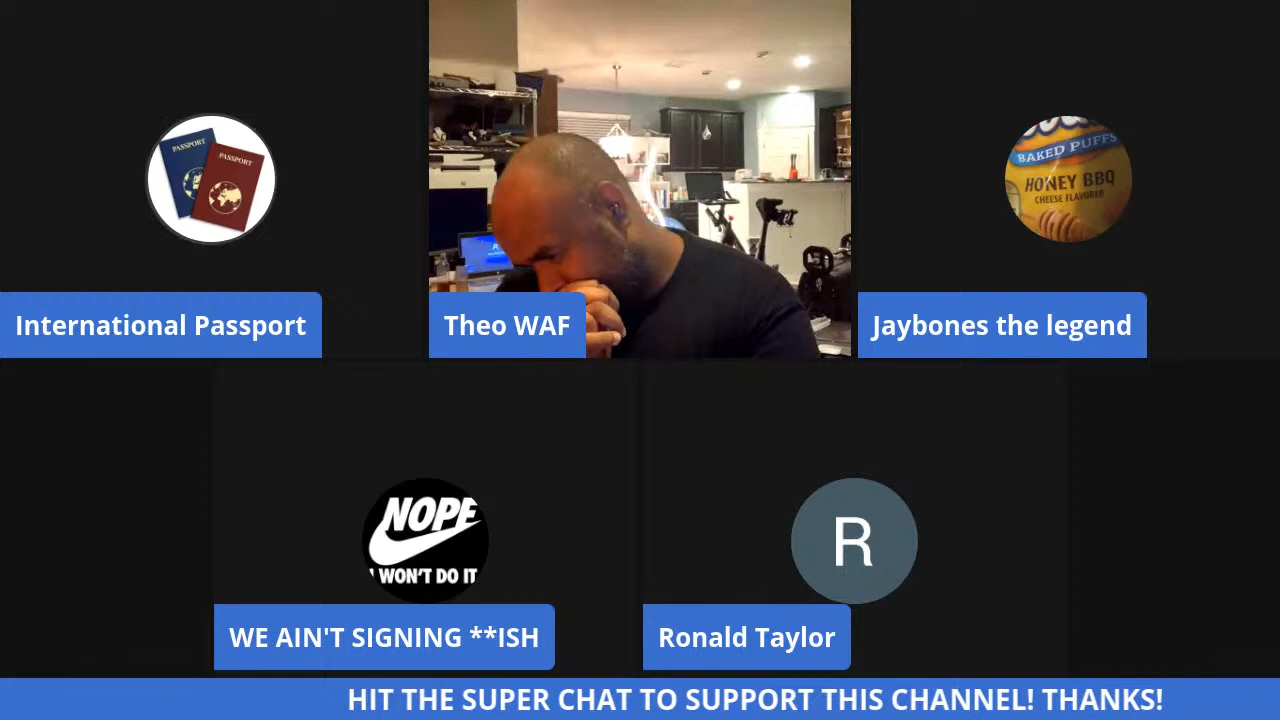 PASSPORT
PASSPORT
BAKED PUFFS
HONEY BBQ
CHEESE FLAVORED
International Passport
Theo WAF
Jaybones the legend
NOPE
I WON'T DO IT
R
WE AIN'T SIGNING **ISH
Ronald Taylor
HIT THE SUPER CHAT TO SUPPORT THIS CHANNEL! THANKS!